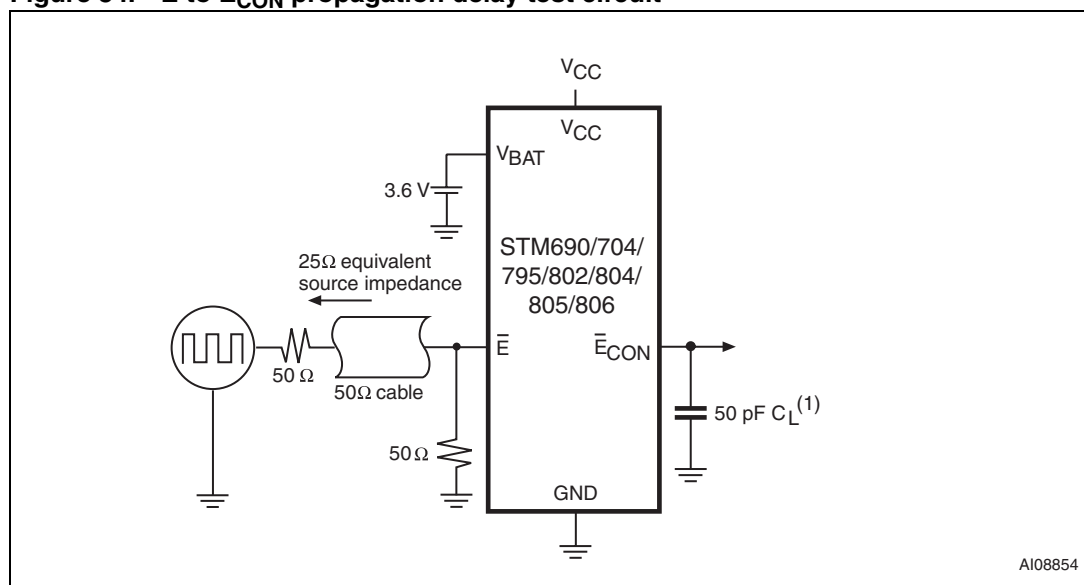 V_CC
V_CC
V_BAT
3.6 V
STM690/704/
795/802/804/
805/806
25Ω equivalent
source impedance
E̅
E̅_CON
50 Ω
50Ω cable
50 pF C_L(1)
50Ω
GND
AI08854